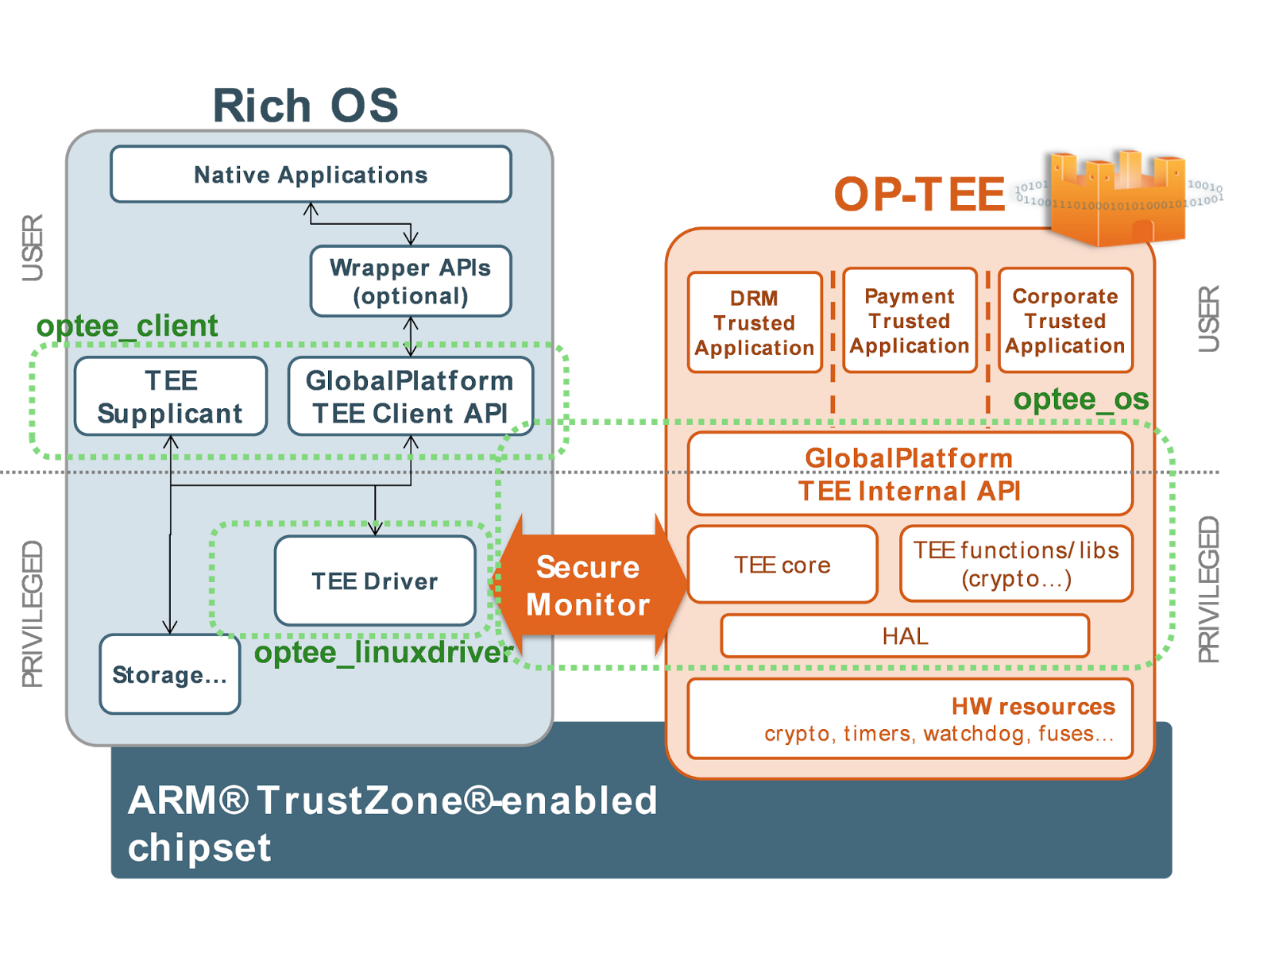 Rich OS
Native Applications
USER
Wrapper APIs
(optional)
optee_client
TEE
Supplicant
GlobalPlatform
TEE Client API
PRIVILEGED
TEE Driver
optee_linuxdriver
Storage...
Secure
Monitor
OP-TEE
10101
10010
01100111010001010100010101001
DRM
Trusted
Application
Payment
Trusted
Application
Corporate
Trusted
Application
USER
optee_os
GlobalPlatform
TEE Internal API
TEE core
TEE functions/libs
(crypto...)
HAL
PRIVILEGED
HW resources
crypto, timers, watchdog, fuses...
ARM® TrustZone®-enabled
chipset